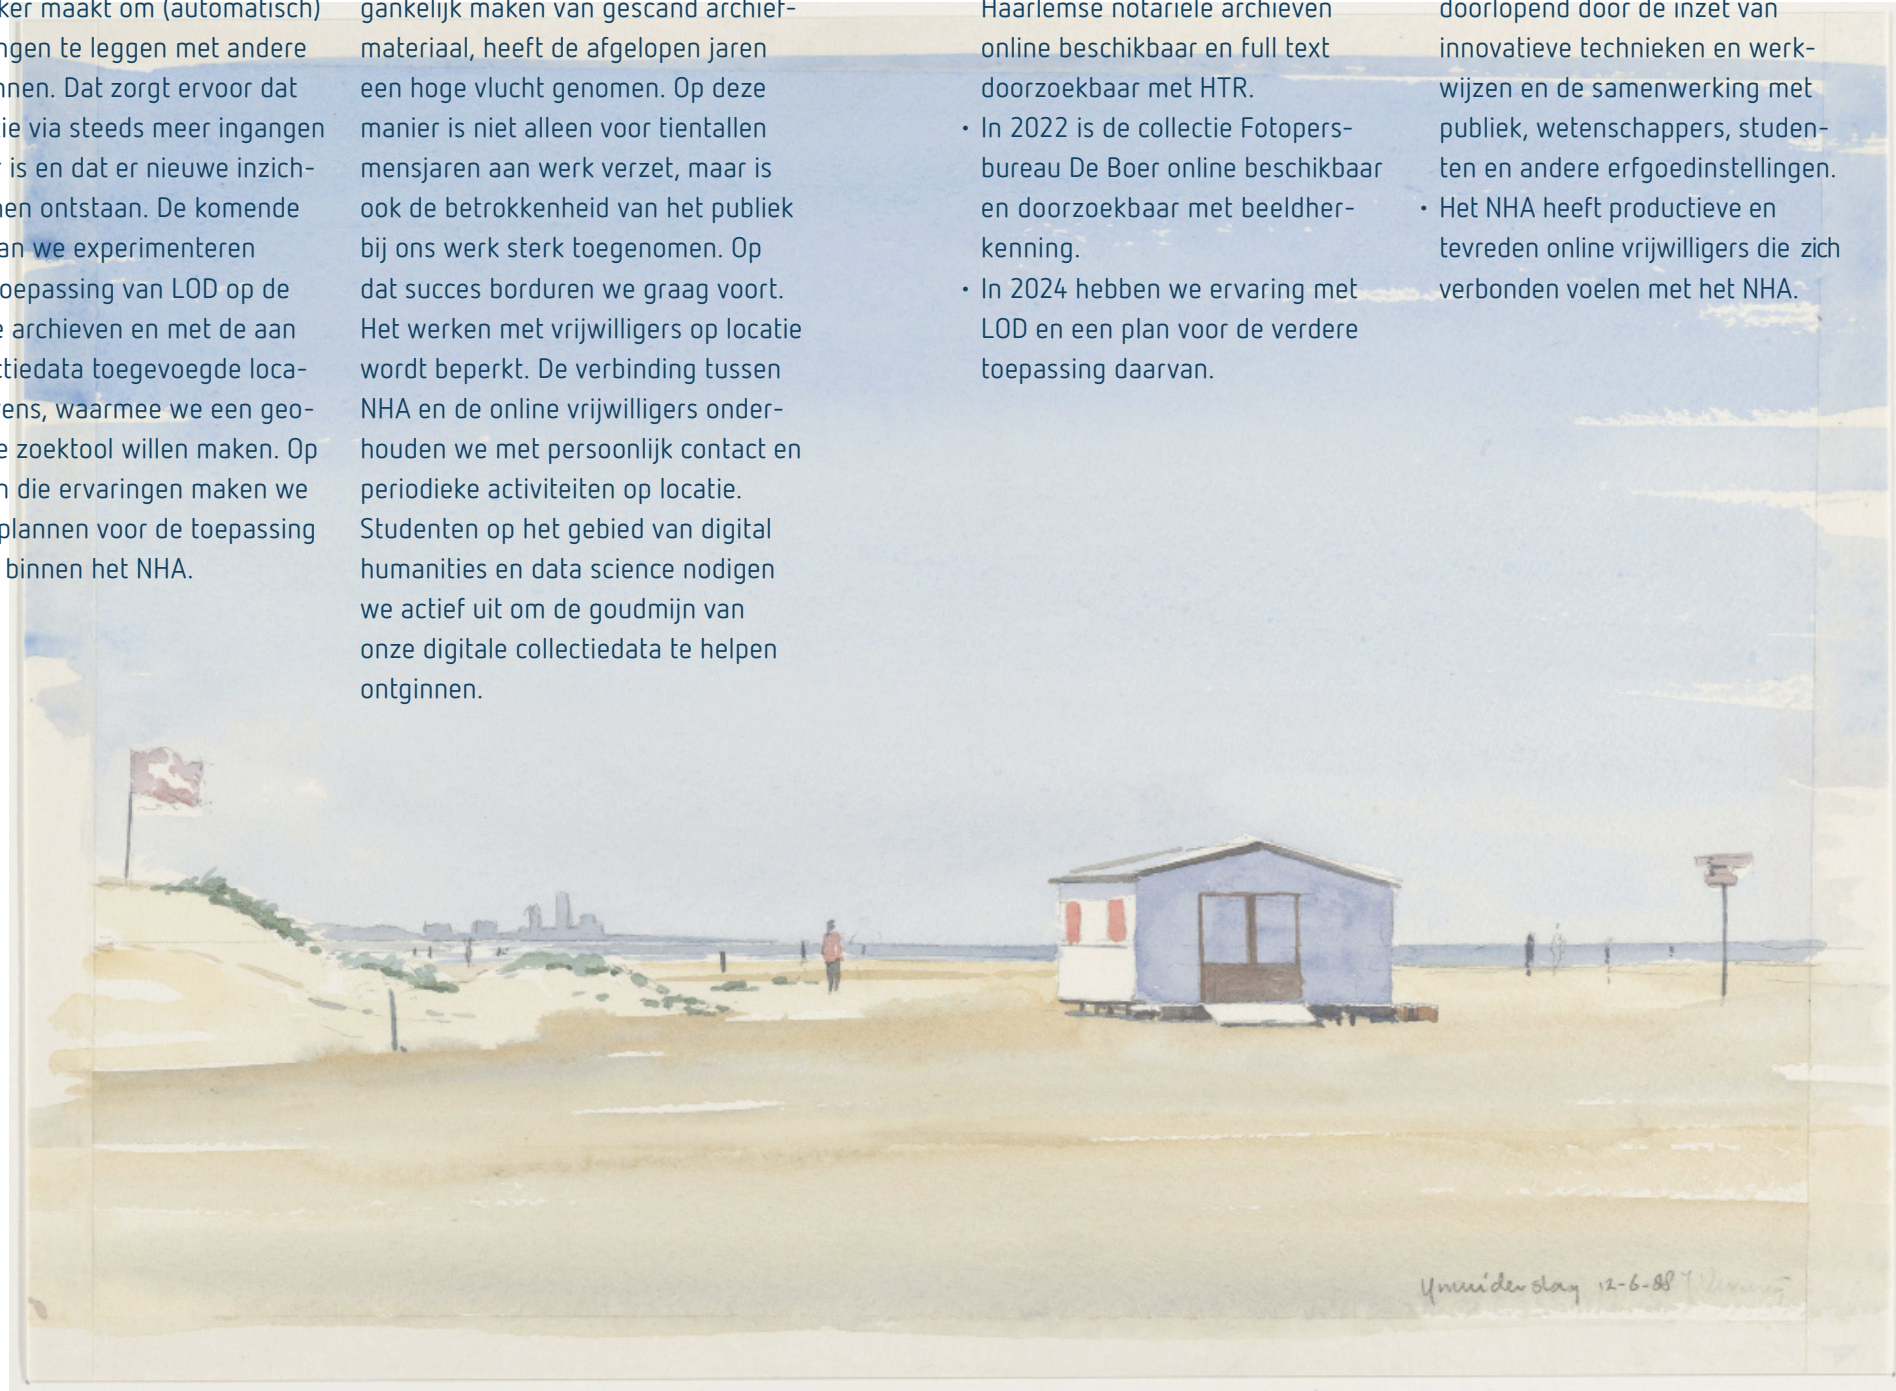 ker maakt om (automatisch)
ngen te leggen met andere
nnen. Dat zorgt ervoor dat
ie via steeds meer ingangen
r is en dat er nieuwe inzich-
nen ontstaan. De komende
an we experimenteren
oepassing van LOD op de
e archieven en met de aan
ctiedata toegevoegde loca-
vens, waarmee we een geo-
e zoektool willen maken. Op
n die ervaringen maken we
plannen voor de toepassing
binnen het NHA.
gankelijk maken van gescand archief-
materiaal, heeft de afgelopen jaren
een hoge vlucht genomen. Op deze
manier is niet alleen voor tientallen
mensjaren aan werk verzet, maar is
ook de betrokkenheid van het publiek
bij ons werk sterk toegenomen. Op
dat succes borduren we graag voort.
Het werken met vrijwilligers op locatie
wordt beperkt. De verbinding tussen
NHA en de online vrijwilligers onder-
houden we met persoonlijk contact en
periodieke activiteiten op locatie.
Studenten op het gebied van digital
humanities en data science nodigen
we actief uit om de goudmijn van
onze digitale collectiedata te helpen
ontginnen.
Haarlemse notariële archieven
online beschikbaar en full text
doorzoekbaar met HTR.
• In 2022 is de collectie Fotopers-
bureau De Boer online beschikbaar
en doorzoekbaar met beeldher-
kenning.
• In 2024 hebben we ervaring met
LOD en een plan voor de verdere
toepassing daarvan.
doorlopend door de inzet van
innovatieve technieken en werk-
wijzen en de samenwerking met
publiek, wetenschappers, studen-
ten en andere erfgoedinstellingen.
• Het NHA heeft productieve en
tevreden online vrijwilligers die zich
verbonden voelen met het NHA.
Ymuiderslag 12-6-88